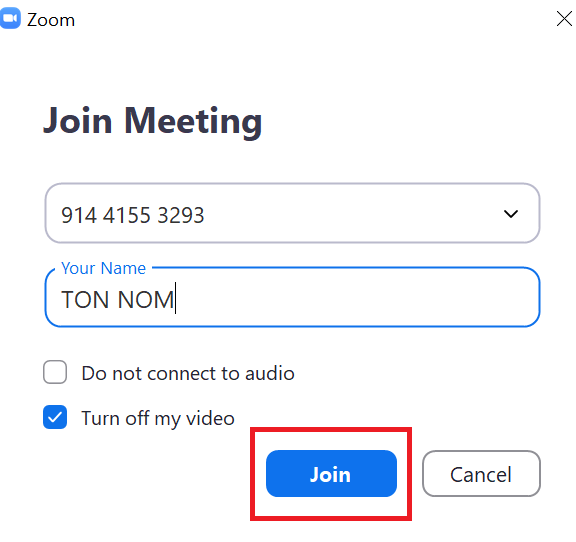 Zoom
Join Meeting
914 4155 3293
Your Name
TON NOM
Do not connect to audio
Turn off my video
Join Cancel